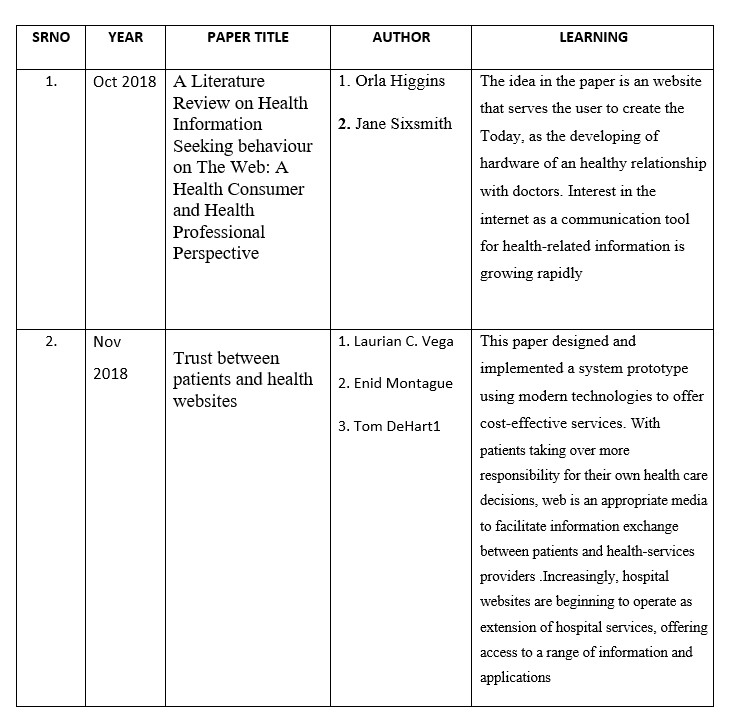 SRNO YEAR PAPER TITLE AUTHOR LEARNING
1.
Oct 2018
A Literature
Review on Health
Information
Seeking behaviour
on The Web: A
Health Consumer
and Health
Professional
Perspective
1. Orla Higgins
2. Jane Sixsmith
The idea in the paper is an website
that serves the user to create the
Today, as the developing of
hardware of an healthy relationship
with doctors. Interest in the
internet as a communication tool
for health-related information is
growing rapidly
2.
Nov
2018
Trust between
patients and health
websites
1. Laurian C. Vega
2. Enid Montague
3. Tom DeHart1
This paper designed and
implemented a system prototype
using modern technologies to offer
cost-effective services. With
patients taking over more
responsibility for their own health care
decisions, web is an appropriate media
to facilitate information exchange
between patients and health-services
providers .Increasingly, hospital
websites are beginning to operate as
extension of hospital services, offering
access to a range of information and
applications